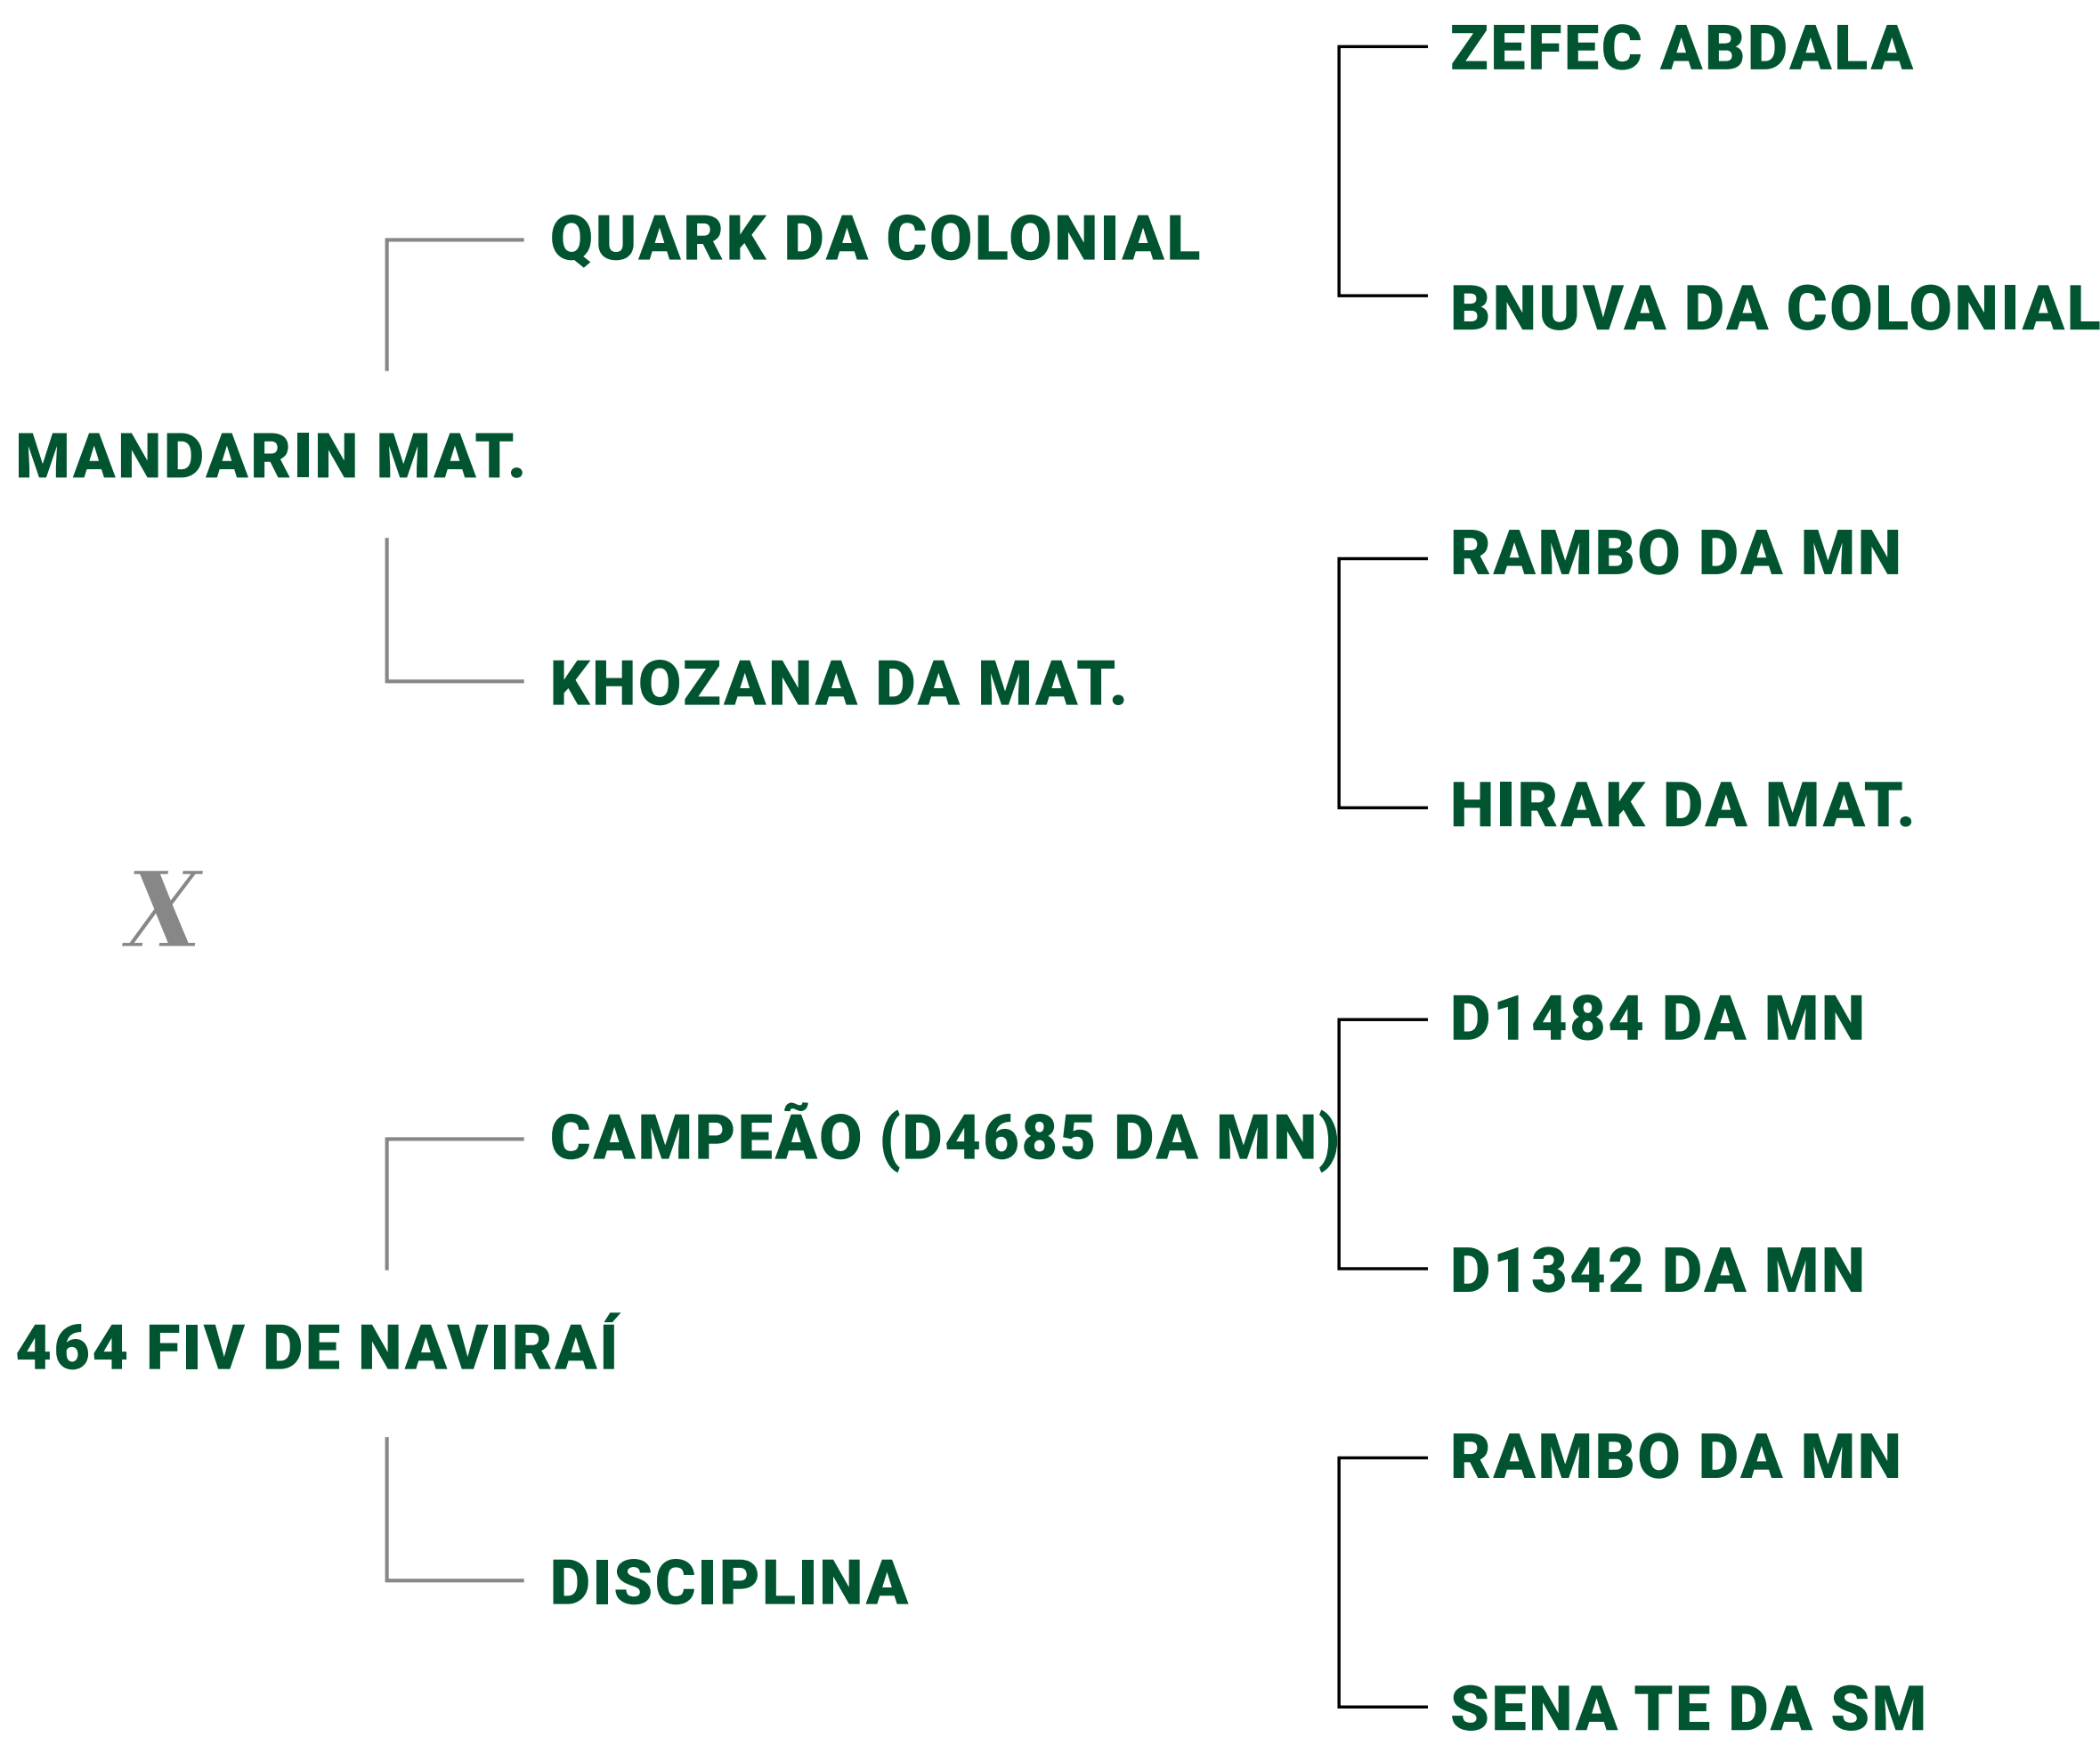 ZEFEC ABDALA
QUARK DA COLONIAL
BNUVA DA COLONIAL
MANDARIN MAT.
RAMBO DA MN
KHOZANA DA MAT.
HIRAK DA MAT.
X
D1484 DA MN
CAMPEÃO (D4685 DA MN)
D1342 DA MN
464 FIV DE NAVIRAÍ
RAMBO DA MN
DISCIPLINA
SENA TE DA SM